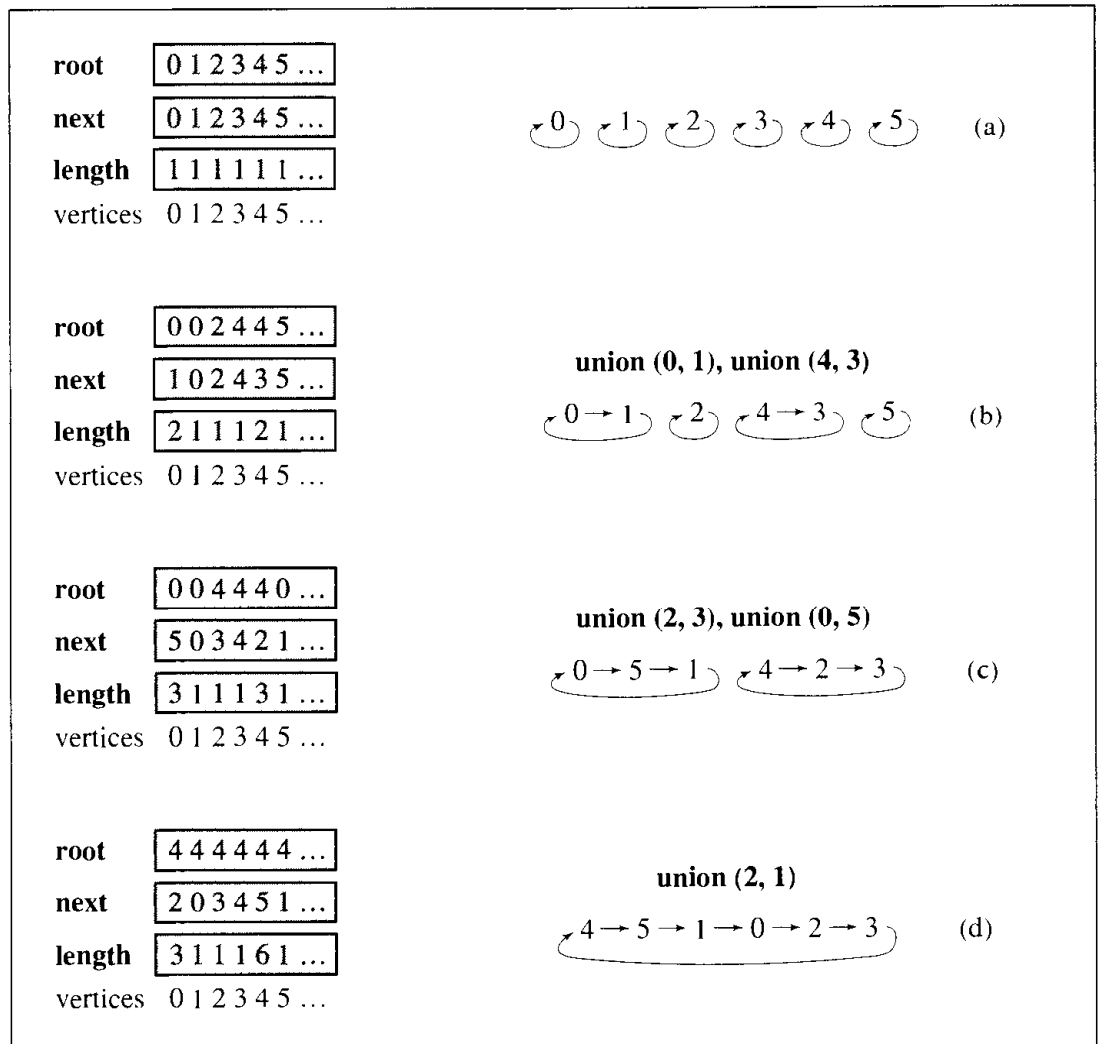 root 0 1 2 3 4 5 ...
next 0 1 2 3 4 5 ...
0 1 2 3 4 5 (a)
length 1 1 1 1 1 1 ...
vertices 0 1 2 3 4 5 ...
root 0 0 2 4 4 5 ...
union (0, 1), union (4, 3)
next 1 0 2 4 3 5 ...
0 → 1 2 4 → 3 5 (b)
length 2 1 1 1 2 1 ...
vertices 0 1 2 3 4 5 ...
root 0 0 4 4 4 0 ...
union (2, 3), union (0, 5)
next 5 0 3 4 2 1 ...
0 → 5 → 1 4 → 2 → 3 (c)
length 3 1 1 1 3 1 ...
vertices 0 1 2 3 4 5 ...
root 4 4 4 4 4 4 ...
union (2, 1)
next 2 0 3 4 5 1 ...
4 → 5 → 1 → 0 → 2 → 3 (d)
length 3 1 1 1 6 1 ...
vertices 0 1 2 3 4 5 ...